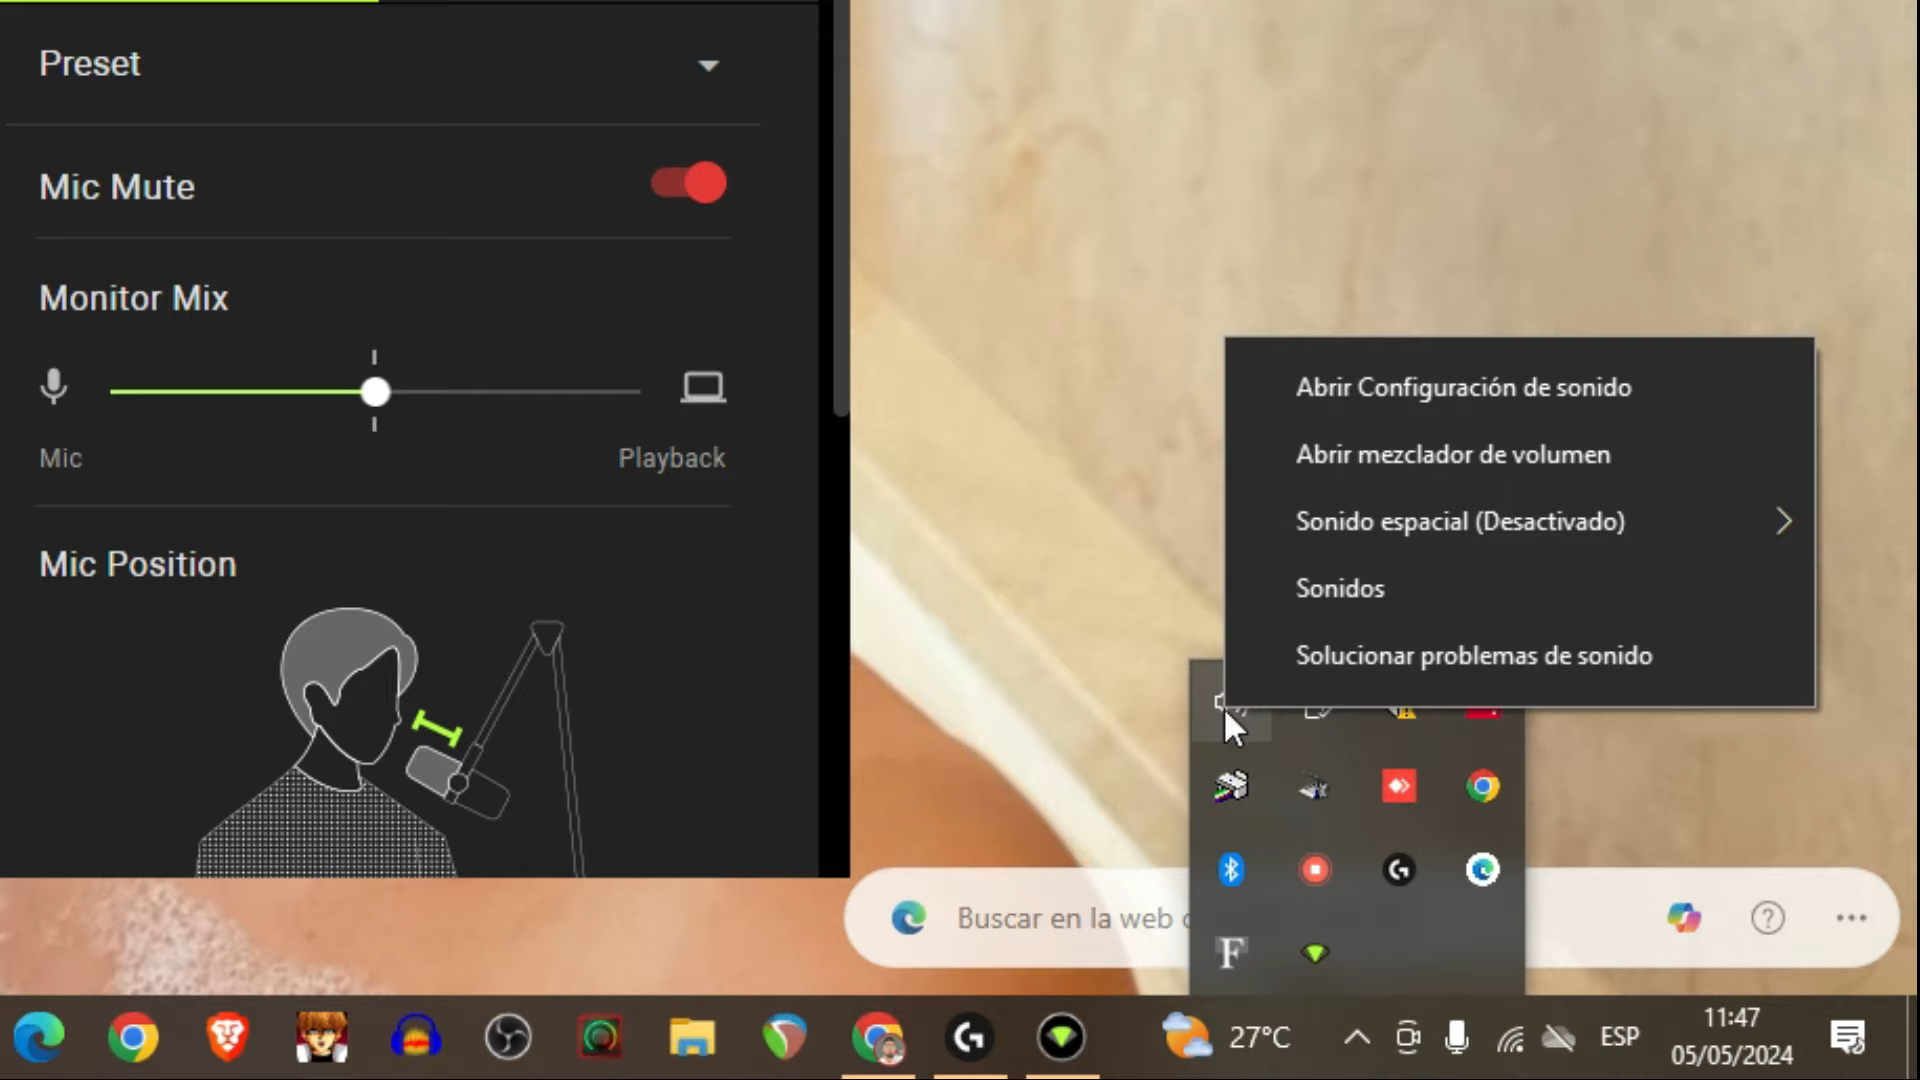 Preset
Mic Mute
Monitor Mix
Mic
Playback
Mic Position
Abrir Configuración de sonido
Abrir mezclador de volumen
Sonido espacial (Desactivado)
Sonidos
Solucionar problemas de sonido
Buscar en la web
27°C
ESP
11:47
05/05/2024